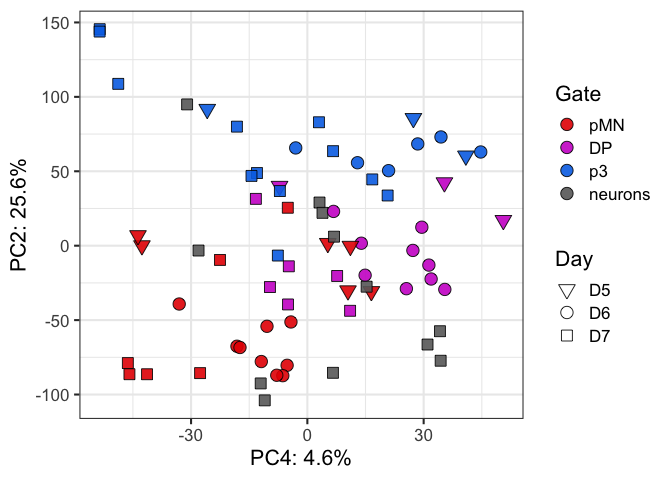 150
100
50
0
-50
-100
-30
0
30
PC2: 25.6%
PC4: 4.6%
Gate
pMN
DP
p3
neurons
Day
D5
D6
D7